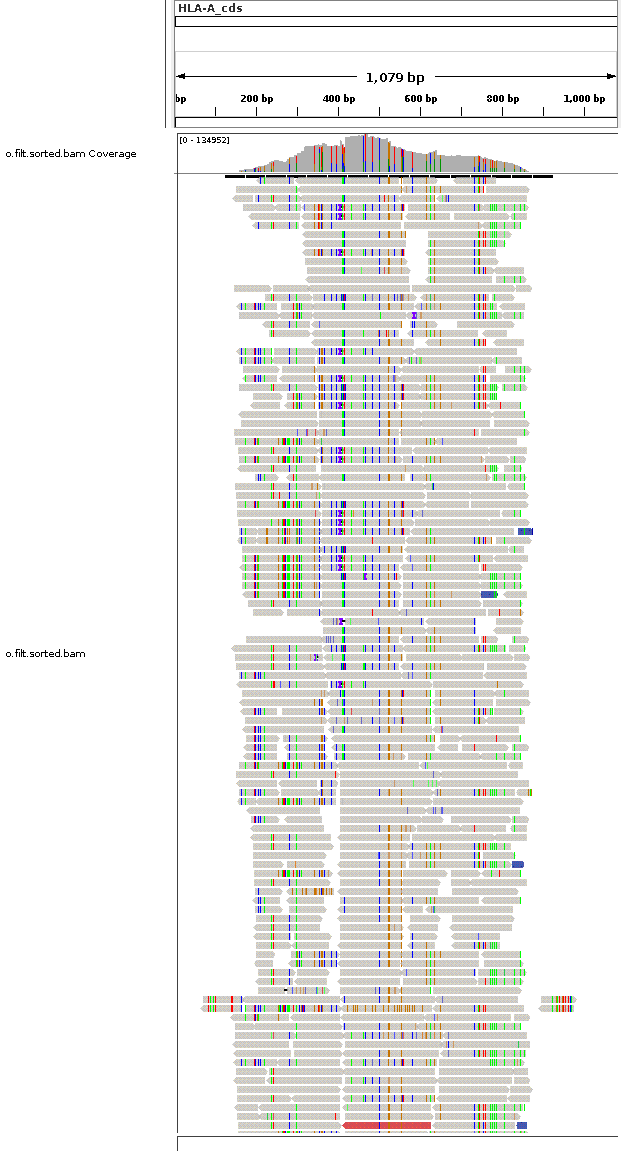 HLA-A_cds
1,079 bp
bp 200 bp 400 bp 600 bp 800 bp 1,000 bp
[0 - 134952]
o.filt.sorted.bam Coverage
o.filt.sorted.bam